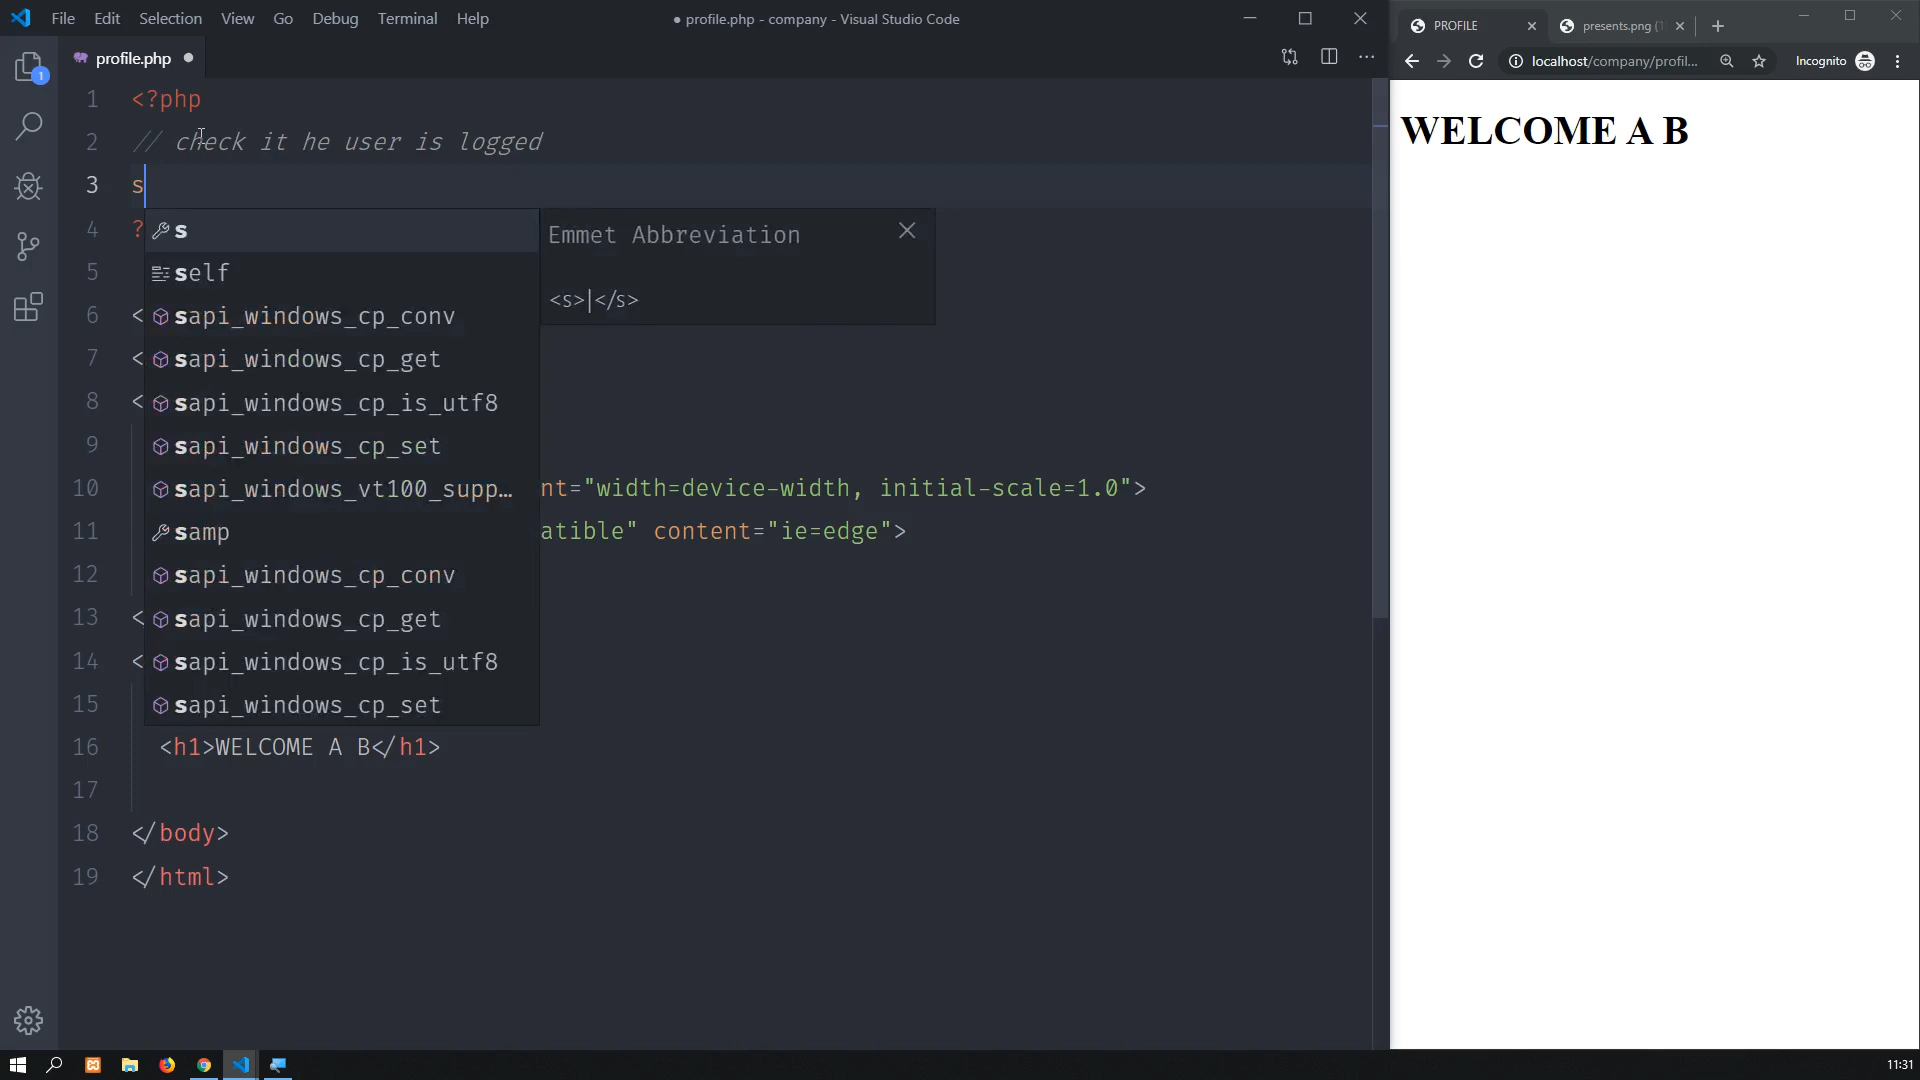 File Edit Selection View Go Debug Terminal Help
● profile.php - company - Visual Studio Code
profile.php
1 <?php
2 // check it he user is logged
3 s
4 ?
5
6 <
7 <
8 <
9
10 nt="width=device-width, initial-scale=1.0">
11 atible" content="ie=edge">
12
13 <
14 <
15
16 <h1>WELCOME A B</h1>
17
18 </body>
19 </html>
s
self
sapi_windows_cp_conv
sapi_windows_cp_get
sapi_windows_cp_is_utf8
sapi_windows_cp_set
sapi_windows_vt100_supp…
samp
sapi_windows_cp_conv
sapi_windows_cp_get
sapi_windows_cp_is_utf8
sapi_windows_cp_set
Emmet Abbreviation
<s>|</s>
1
PROFILE
presents.png (1
localhost/company/profil...
Incognito
WELCOME A B
11:31